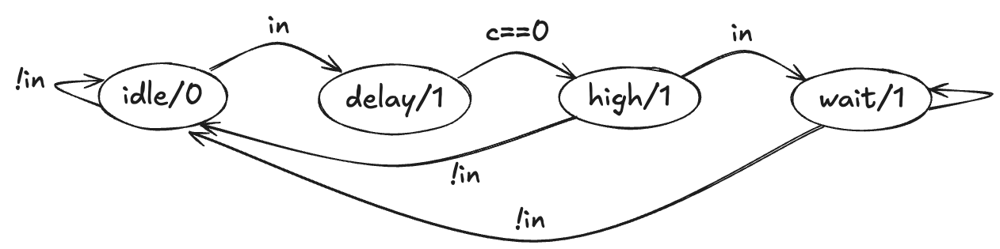 in
c==0
in
!in
idle/0
delay/1
high/1
wait/1
!in
!in